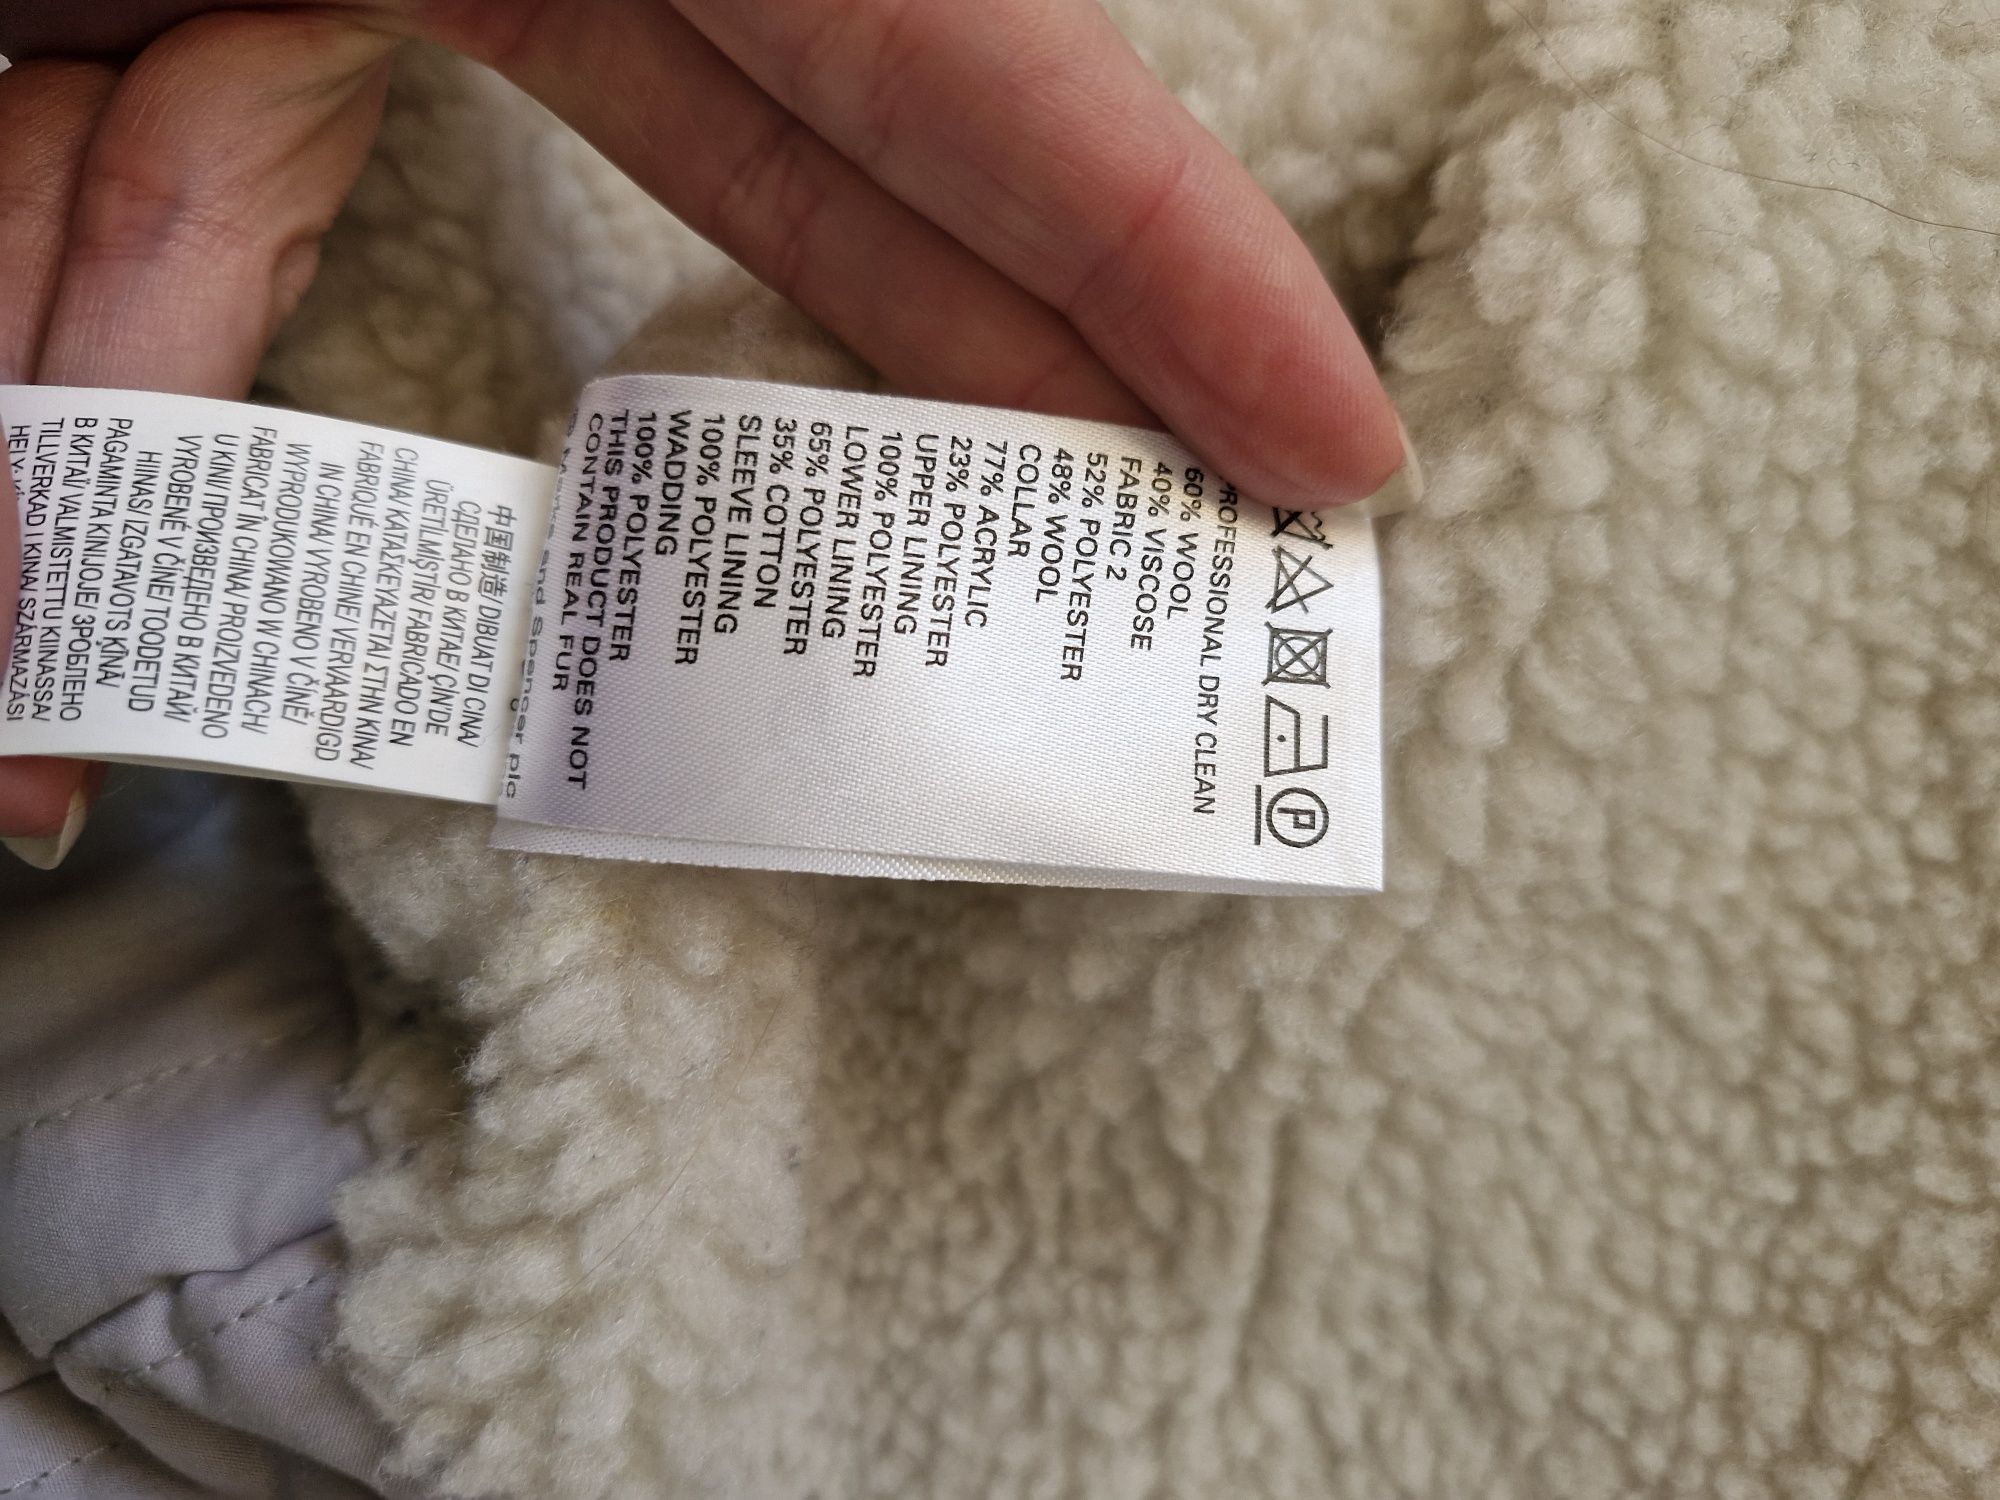 PROFESSIONAL DRY CLEAN
60% WOOL
40% VISCOSE
FABRIC 2
52% POLYESTER
48% WOOL
COLLAR
77% ACRYLIC
23% POLYESTER
UPPER LINING
100% POLYESTER
LOWER LINING
65% POLYESTER
35% COTTON
SLEEVE LINING
100% POLYESTER
WADDING
100% POLYESTER
THIS PRODUCT DOES NOT
CONTAIN REAL FUR
and Spencer plc
中国制造/ DIBUAT DI CINA/
СДЕЛАНО В КИТАЕ/ ÇİN'DE
ÜRETİLMİŞTİR/ FABRICADO EN
CHINA/ ΚΑΤΑΣΚΕΥΑΖΕΤΑΙ ΣΤΗΝ ΚΙΝΑ/
FABRIQUÉ EN CHINE/ VERVAARDIGD
IN CHINA/ VYROBENO V ČÍNĚ/
WYPRODUKOWANO W CHINACH/
FABRICAT ÎN CHINA/ PROIZVEDENO
U KINI/ ПРОИЗВЕДЕНО В КИТАЙ/
VYROBENÉ V ČÍNE/ TOODETUD
HIINAS/ IZGATAVOTS ĶĪNĀ/
PAGAMINTA KINIJOJE/ ЗРОБЛЕНО
В КИТАЇ/ VALMISTETTU KIINASSA/
TILLVERKAD I KINA/ SZÁRMAZÁSI